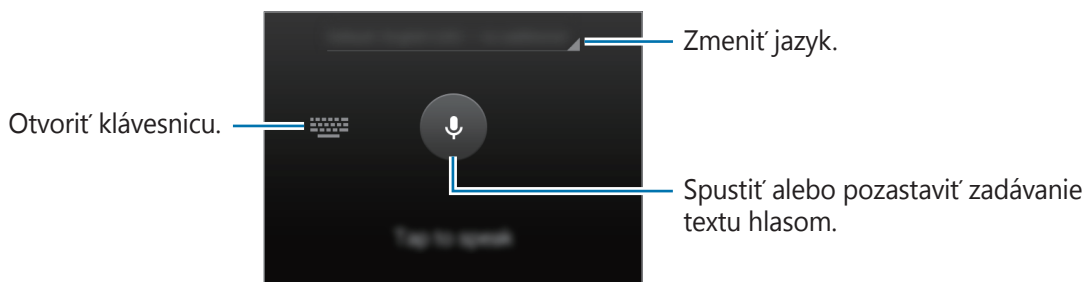 Zmeniť jazyk.
Otvoriť klávesnicu.
Spustiť alebo pozastaviť zadávanie
textu hlasom.
Tap to speak